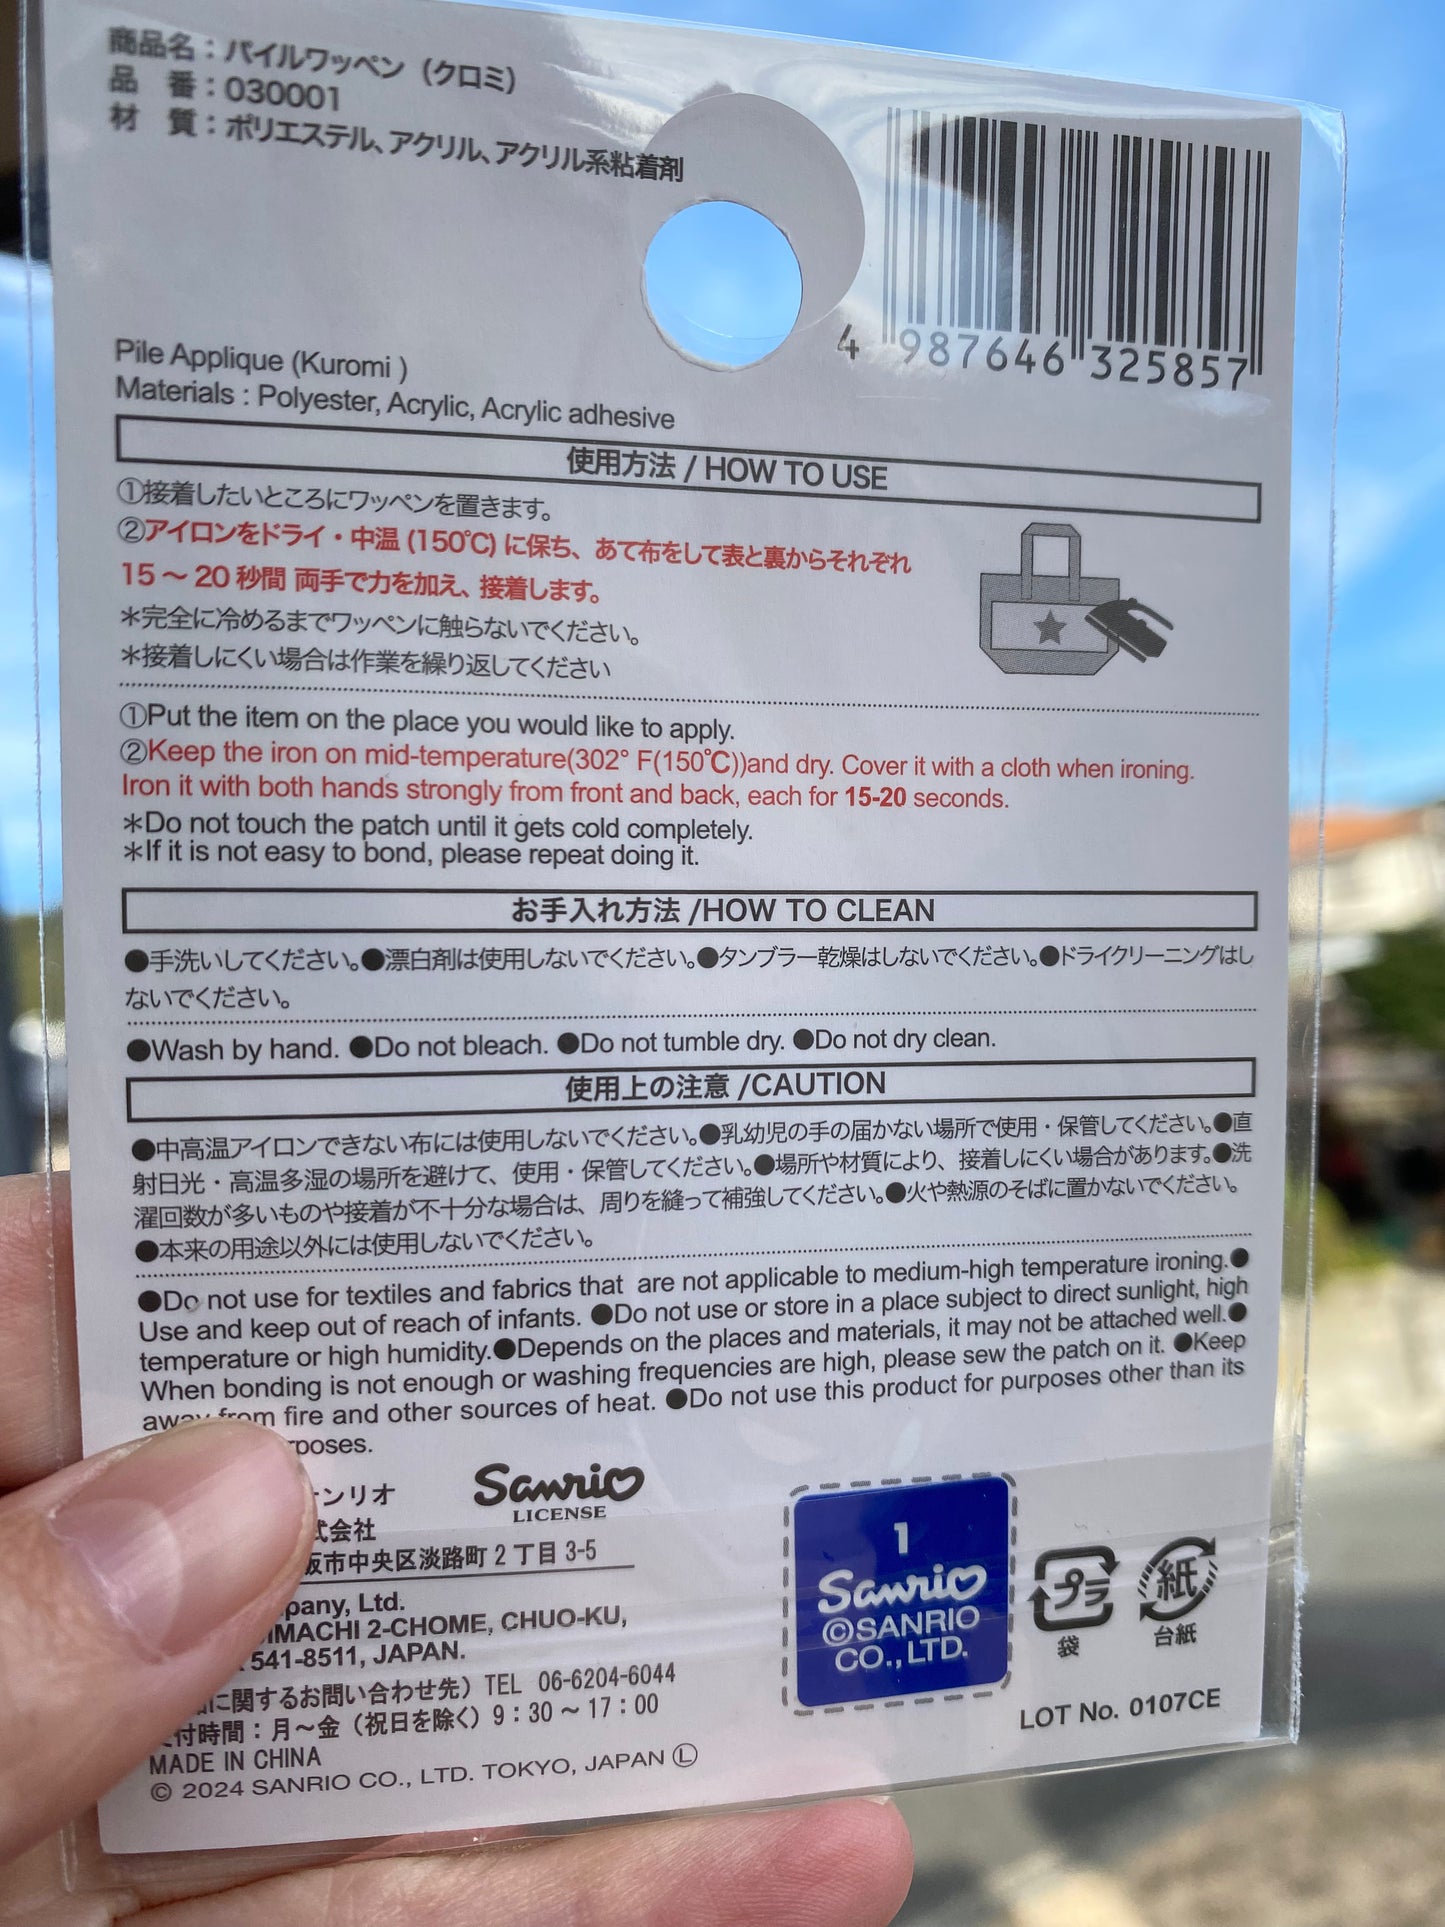 商品名：パイルワッペン（クロミ）
品　番：030001
材　質：ポリエステル、アクリル、アクリル系粘着剤
4 987646 325857
Pile Applique (Kuromi )
Materials : Polyester, Acrylic, Acrylic adhesive
使用方法 / HOW TO USE
①接着したいところにワッペンを置きます。
②アイロンをドライ・中温 (150℃) に保ち、あて布をして表と裏からそれぞれ
15 ～ 20 秒間 両手で力を加え、接着します。
＊完全に冷めるまでワッペンに触らないでください。
＊接着しにくい場合は作業を繰り返してください
①Put the item on the place you would like to apply.
②Keep the iron on mid-temperature(302° F(150℃))and dry. Cover it with a cloth when ironing.
Iron it with both hands strongly from front and back, each for 15-20 seconds.
＊Do not touch the patch until it gets cold completely.
＊If it is not easy to bond, please repeat doing it.
お手入れ方法 /HOW TO CLEAN
●手洗いしてください。●漂白剤は使用しないでください。●タンブラー乾燥はしないでください。●ドライクリーニングはし
ないでください。
●Wash by hand. ●Do not bleach. ●Do not tumble dry. ●Do not dry clean.
使用上の注意 /CAUTION
●中高温アイロンできない布には使用しないでください。●乳幼児の手の届かない場所で使用・保管してください。●直
射日光・高温多湿の場所を避けて、使用・保管してください。●場所や材質により、接着しにくい場合があります。●洗
濯回数が多いものや接着が不十分な場合は、周りを縫って補強してください。●火や熱源のそばに置かないでください。
●本来の用途以外には使用しないでください。
●Do not use for textiles and fabrics that are not applicable to medium-high temperature ironing.●
Use and keep out of reach of infants. ●Do not use or store in a place subject to direct sunlight, high
temperature or high humidity.●Depends on the places and materials, it may not be attached well.●
When bonding is not enough or washing frequencies are high, please sew the patch on it. ●Keep
away from fire and other sources of heat. ●Do not use this product for purposes other than its
rposes.
ンリオ
式会社
阪市中央区淡路町 2 丁目 3-5
pany, Ltd.
IMACHI 2-CHOME, CHUO-KU,
541-8511, JAPAN.
に関するお問い合わせ先）TEL 06-6204-6044
付時間：月～金（祝日を除く）9：30 ～ 17：00
MADE IN CHINA
© 2024 SANRIO CO., LTD. TOKYO, JAPAN Ⓛ
Sanrio
LICENSE
1
Sanrio
©SANRIO
CO., LTD.
プラ
袋
紙
台紙
LOT No. 0107CE